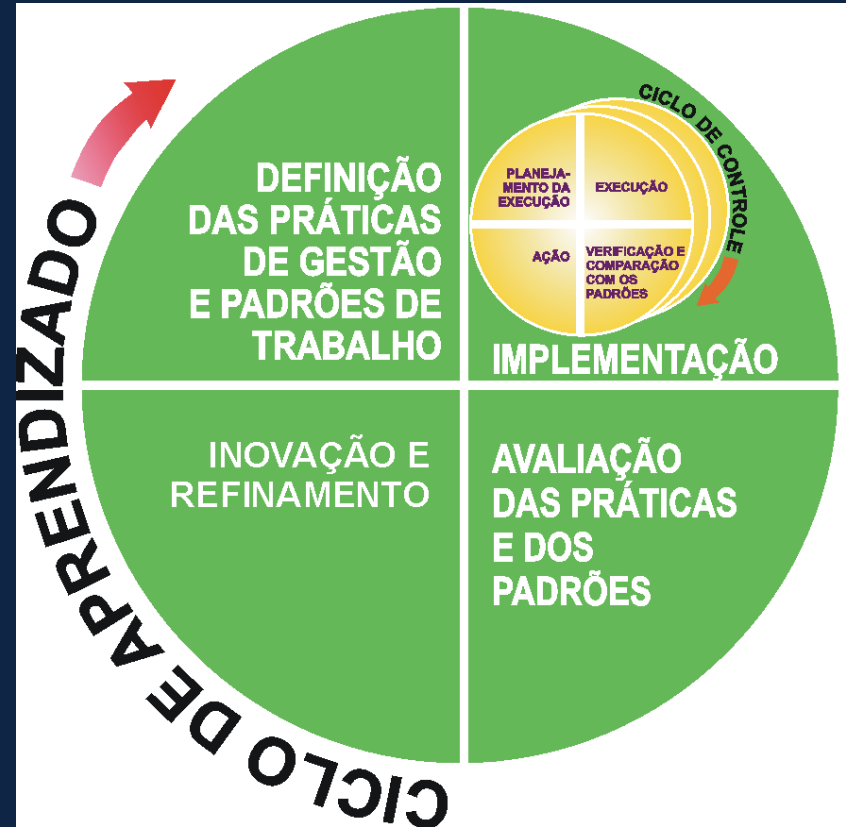 CICLO DE APRENDIZADO
DEFINIÇÃO
DAS PRÁTICAS
DE GESTÃO
E PADRÕES DE
TRABALHO
CICLO DE CONTROLE
PLANEJA-
MENTO DA
EXECUÇÃO
EXECUÇÃO
AÇÃO
VERIFICAÇÃO E
COMPARAÇÃO
COM OS
PADRÕES
IMPLEMENTAÇÃO
INOVAÇÃO E
REFINAMENTO
AVALIAÇÃO
DAS PRÁTICAS
E DOS
PADRÕES